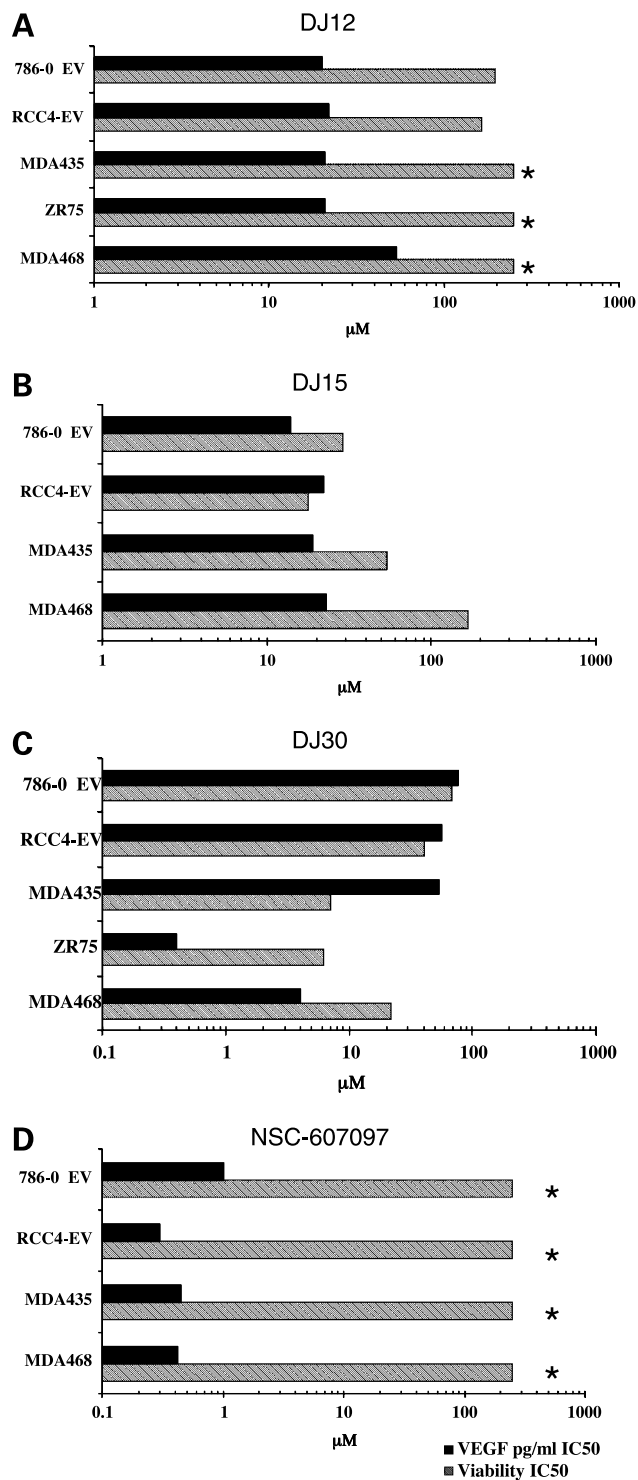 A
DJ12
786-0 EV
RCC4-EV
MDA435
*
ZR75
*
MDA468
*
1 10 100 1000
µM
B
DJ15
786-0 EV
RCC4-EV
MDA435
MDA468
1 10 100 1000
µM
C
DJ30
786-0 EV
RCC4-EV
MDA435
ZR75
MDA468
0.1 1 10 100 1000
µM
D
NSC-607097
786-0 EV
*
RCC4-EV
*
MDA435
*
MDA468
*
0.1 1 10 100 1000
µM
VEGF pg/ml IC50
Viability IC50